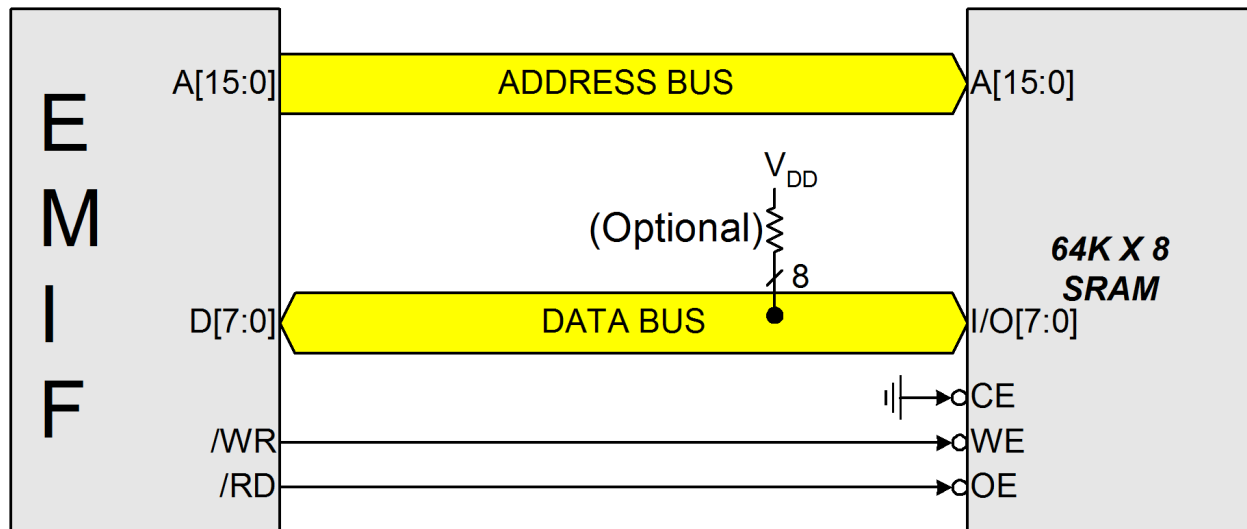 EMIF
A[15:0] ADDRESS BUS A[15:0]
VDD
(Optional)
8
64K X 8
SRAM
D[7:0] DATA BUS I/O[7:0]
CE
/WR WE
/RD OE